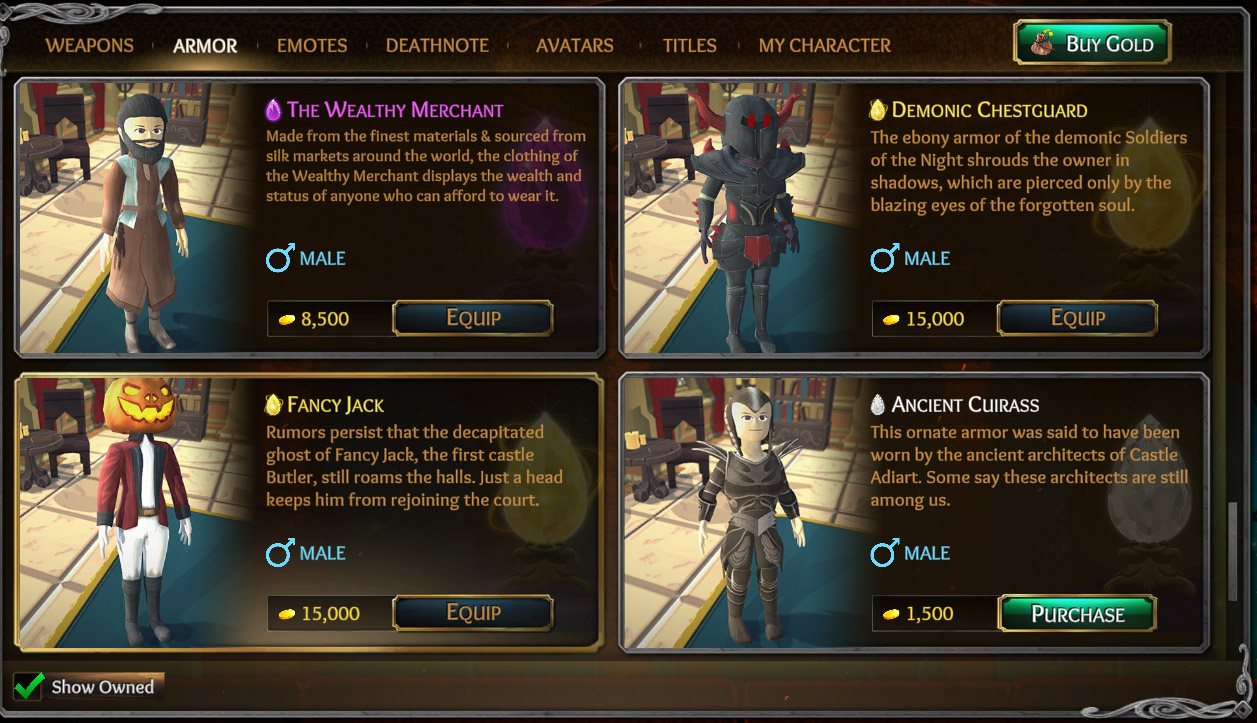 WEAPONS ARMOR EMOTES DEATHNOTE AVATARS TITLES MY CHARACTER BUY GOLD
THE WEALTHY MERCHANT
Made from the finest materials & sourced from
silk markets around the world, the clothing of
the Wealthy Merchant displays the wealth and
status of anyone who can afford to wear it.
MALE
8,500 EQUIP
DEMONIC CHESTGUARD
The ebony armor of the demonic Soldiers
of the Night shrouds the owner in
shadows, which are pierced only by the
blazing eyes of the forgotten soul.
MALE
15,000 EQUIP
FANCY JACK
Rumors persist that the decapitated
ghost of Fancy Jack, the first castle
Butler, still roams the halls. Just a head
keeps him from rejoining the court.
MALE
15,000 EQUIP
ANCIENT CUIRASS
This ornate armor was said to have been
worn by the ancient architects of Castle
Adiart. Some say these architects are still
among us.
MALE
1,500 PURCHASE
Show Owned